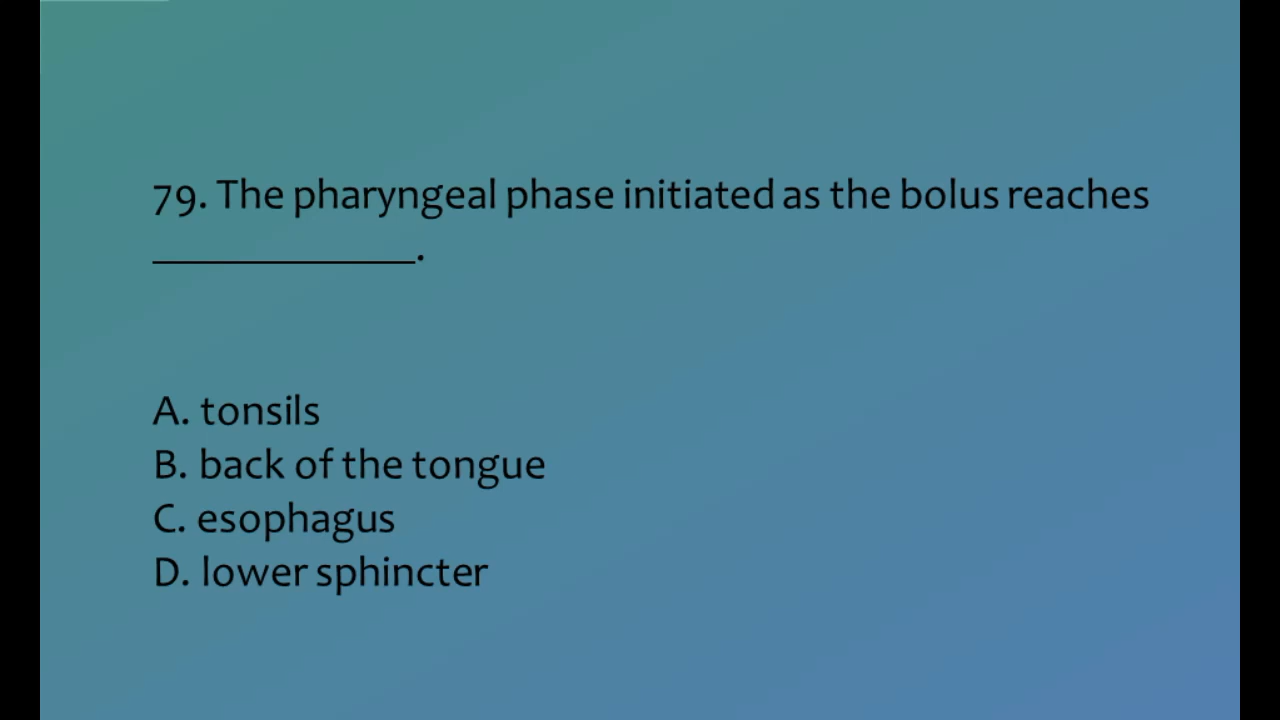 79. The pharyngeal phase initiated as the bolus reaches
_____________.
A. tonsils
B. back of the tongue
C. esophagus
D. lower sphincter